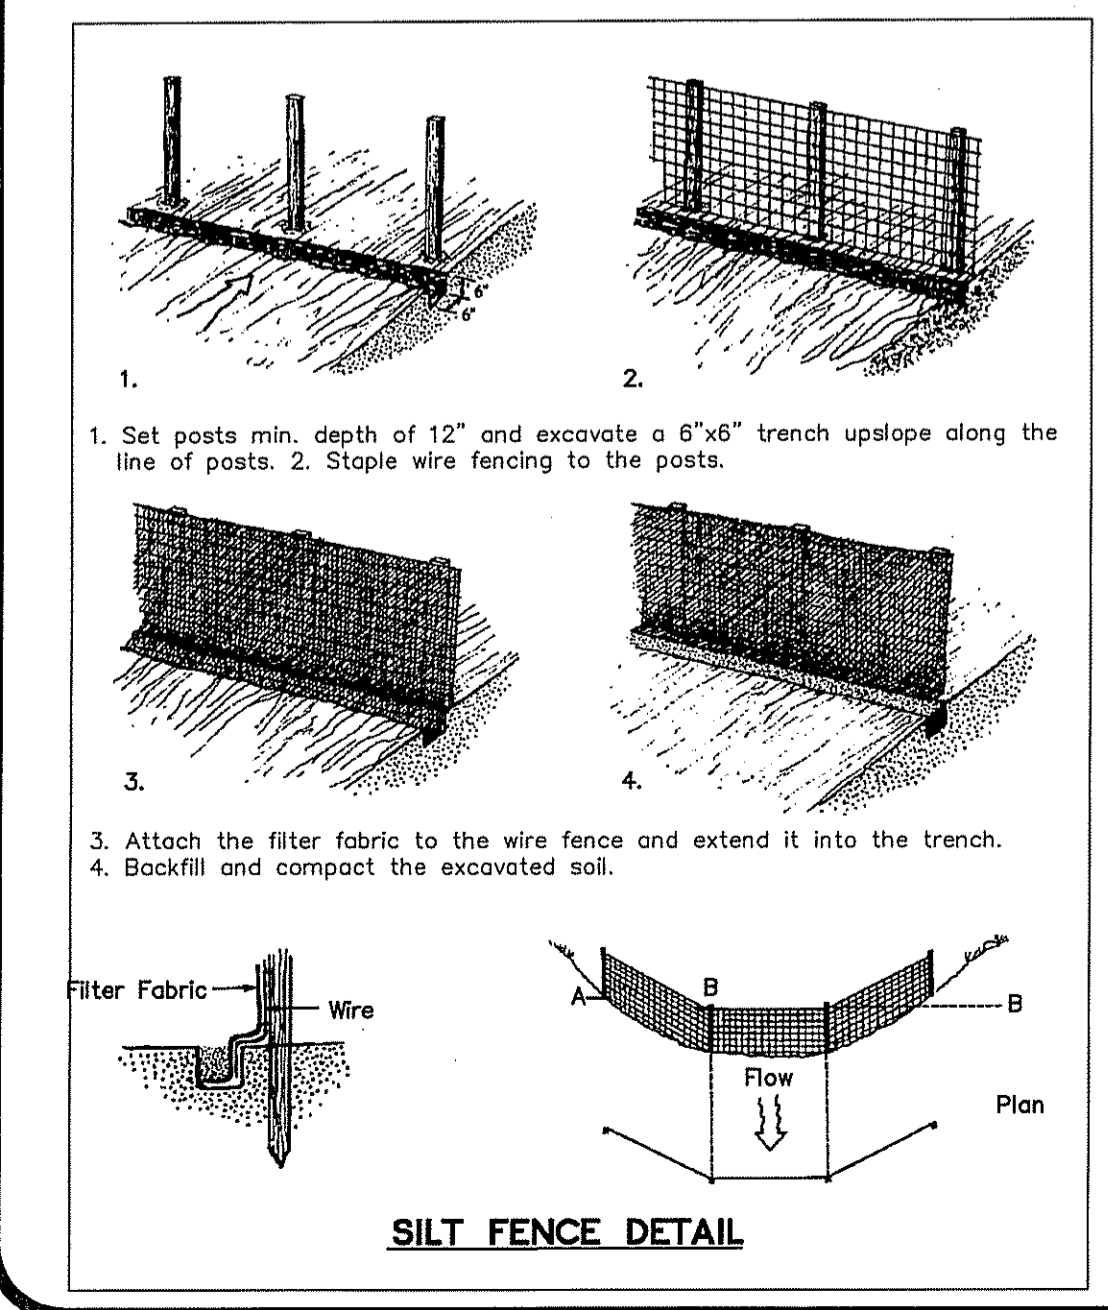 6"
6"
1.
2.
1. Set posts min. depth of 12" and excavate a 6"x6" trench upslope along the
line of posts. 2. Staple wire fencing to the posts.
3.
4.
3. Attach the filter fabric to the wire fence and extend it into the trench.
4. Backfill and compact the excavated soil.
Filter Fabric
Wire
A
B
B
Flow
Plan
SILT FENCE DETAIL